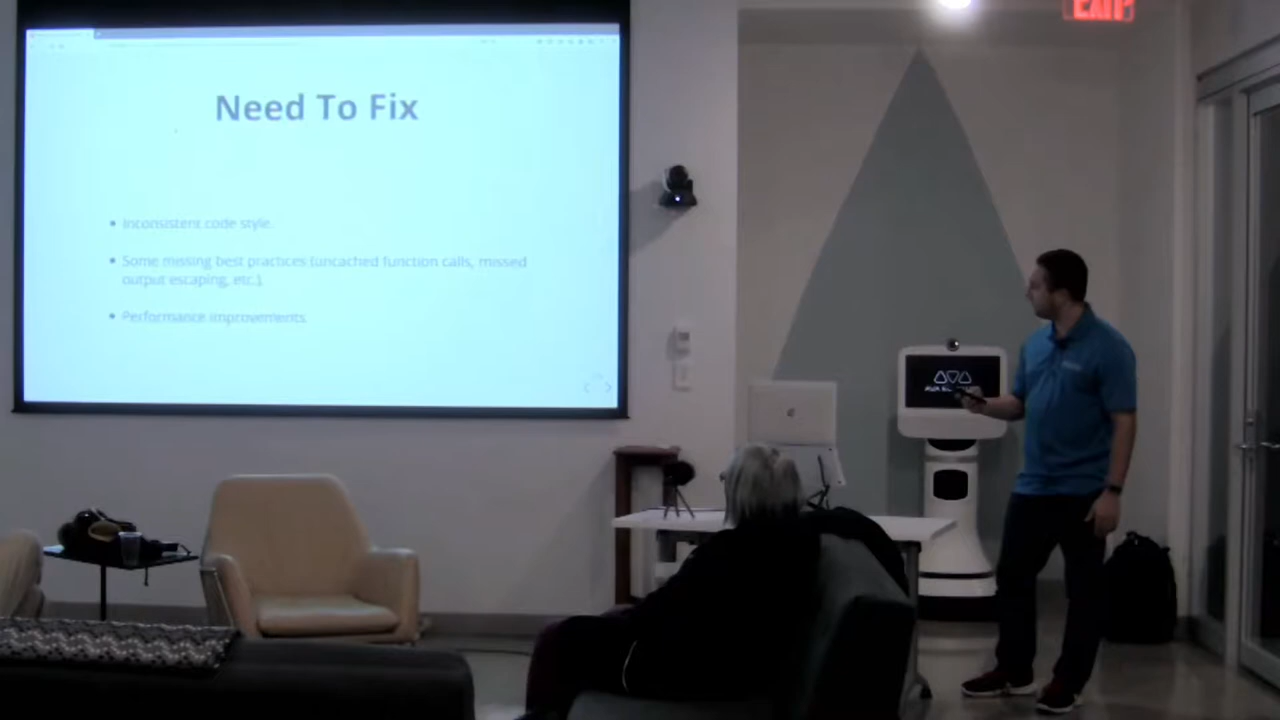 Need To Fix
Inconsistent code style.
Some missing best practices (uncached function calls, missed
output escaping, etc.).
Performance improvements.
EXIT